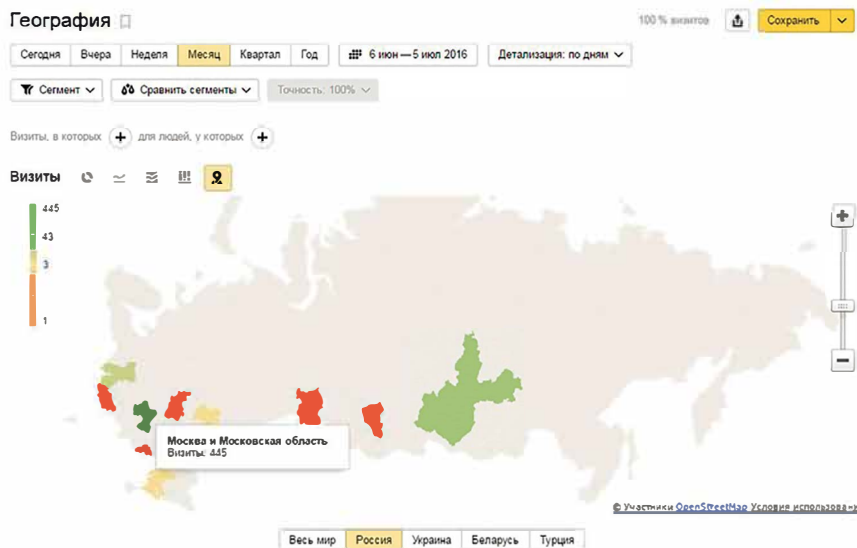 География
100 % визитов
Сохранить
Сегодня Вчера Неделя Месяц Квартал Год
6 июн — 5 июл 2016
Детализация: по дням
Сегмент
Сравнить сегменты
Точность: 100%
Визиты, в которых + для людей, у которых +
Визиты
445
43
3
1
+
Москва и Московская область
Визиты: 445
−
© Участники OpenStreetMap Условия использован
Весь мир Россия Украина Беларусь Турция